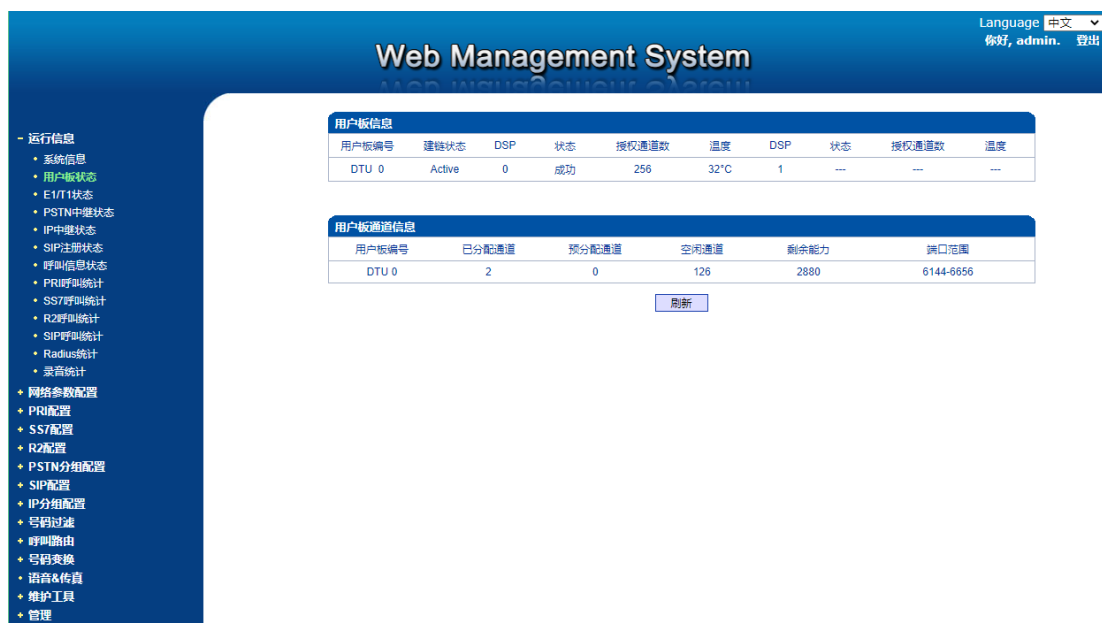 Language 中文
你好, admin. 登出
Web Management System
- 运行信息
• 系统信息
• 用户板状态
• E1/T1状态
• PSTN中继状态
• IP中继状态
• SIP注册状态
• 呼叫信息状态
• PRI呼叫统计
• SS7呼叫统计
• R2呼叫统计
• SIP呼叫统计
• Radius统计
• 录音统计
+ 网络参数配置
+ PRI配置
+ SS7配置
+ R2配置
+ PSTN分组配置
+ SIP配置
+ IP分组配置
+ 号码过滤
+ 呼叫路由
+ 号码变换
• 语音&传真
+ 维护工具
+ 管理
用户板信息
用户板编号 建链状态 DSP 状态 授权通道数 温度 DSP 状态 授权通道数 温度
DTU 0 Active 0 成功 256 32°C 1 --- --- ---
用户板通道信息
用户板编号 已分配通道 预分配通道 空闲通道 剩余能力 端口范围
DTU 0 2 0 126 2880 6144-6656
刷新